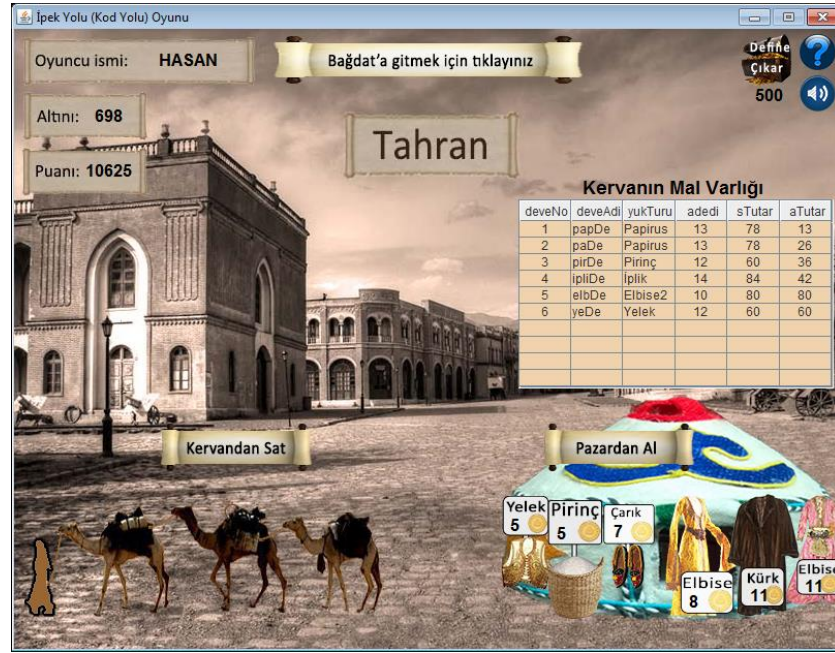 İpek Yolu (Kod Yolu) Oyunu
Oyuncu ismi: HASAN
Bağdat'a gitmek için tıklayınız
Define
Çıkar
500
?
Altını: 698
Puanı: 10625
Tahran
Kervanın Mal Varlığı
deveNo deveAdi yukTuru adedi sTutar aTutar
1 papDe Papirus 13 78 13
2 paDe Papirus 13 78 26
3 pirDe Pirinç 12 60 36
4 ipliDe İplik 14 84 42
5 elbDe Elbise2 10 80 80
6 yeDe Yelek 12 60 60
Kervandan Sat
Pazardan Al
Yelek
5
Pirinç
5
Çarık
7
Elbise
8
Kürk
11
Elbise
11